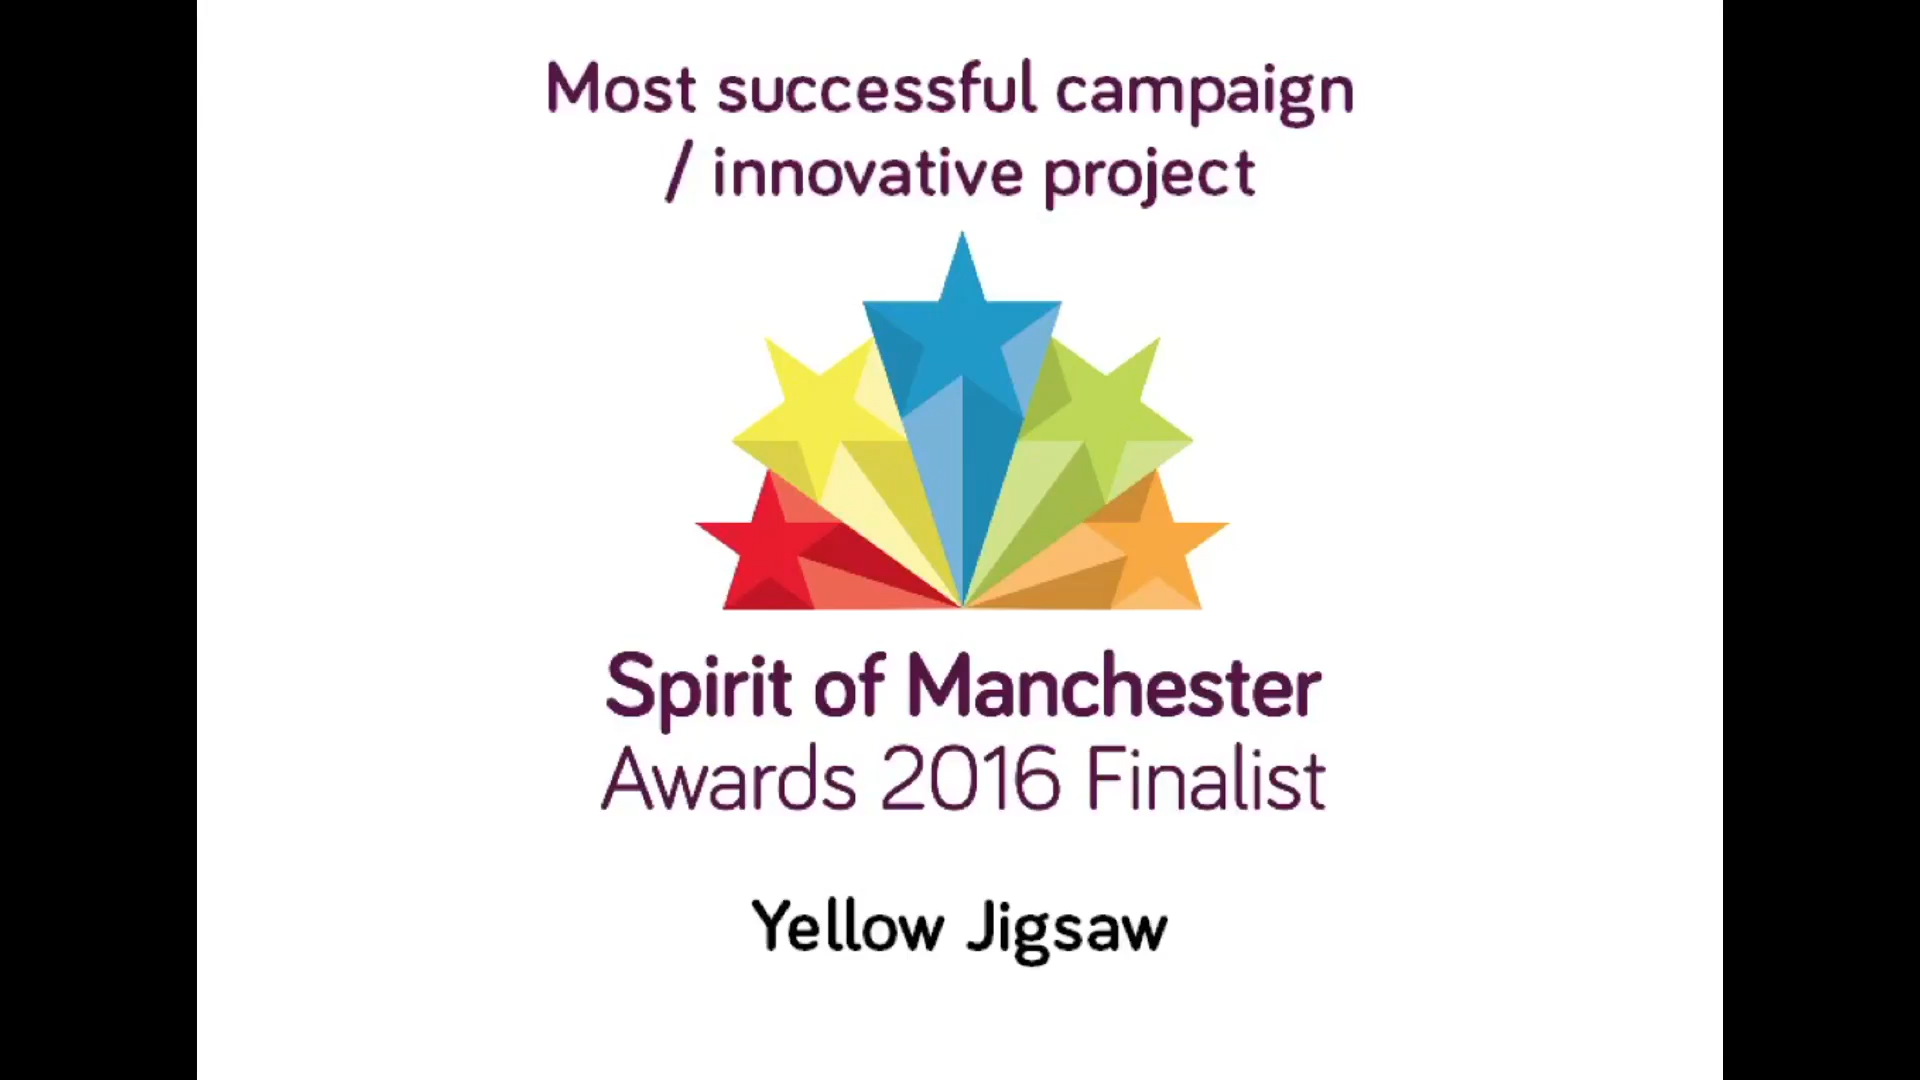 Most successful campaign
/ innovative project
Spirit of Manchester
Awards 2016 Finalist
Yellow Jigsaw